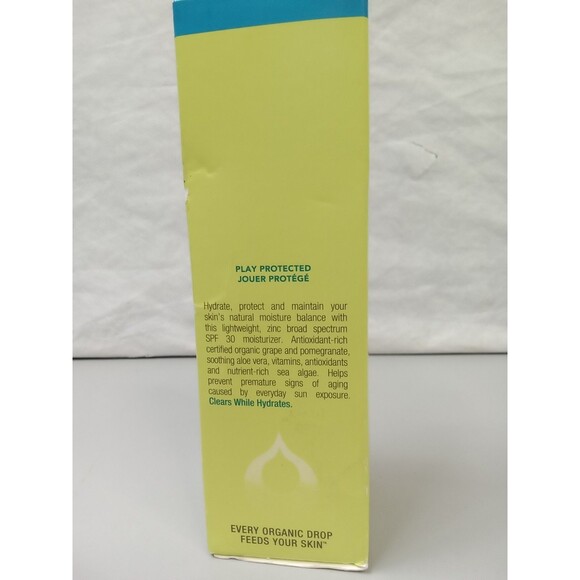 PLAY PROTECTED
JOUER PROTÉGÉ
Hydrate, protect and maintain your
skin's natural moisture balance with
this lightweight, zinc broad spectrum
SPF 30 moisturizer. Antioxidant-rich
certified organic grape and pomegranate,
soothing aloe vera, vitamins, antioxidants
and nutrient-rich sea algae. Helps
prevent premature signs of aging
caused by everyday sun exposure.
Clears While Hydrates.
EVERY ORGANIC DROP
FEEDS YOUR SKIN™